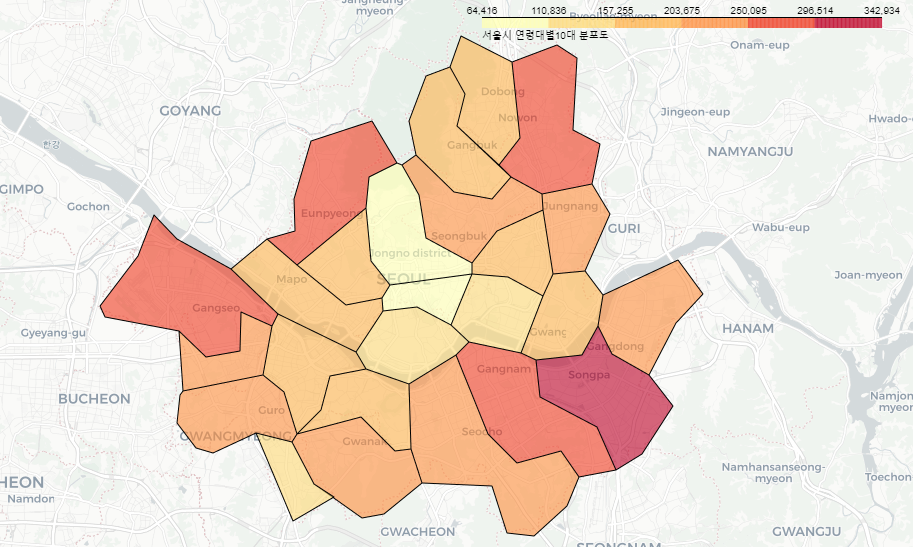 Jangheung-
myeon
64,416 110,836 157,255 203,675 250,095 296,514 342,934
Byeollae-myeon
서울시 연령대별10대 분포도
Onam-eup
Dobong
GOYANG
Nowon
Jingeon-eup
Hwado-
한강
Gangbuk
NAMYANGJU
GIMPO
Gochon
Eunpyeong
Jungnang
GURI
Wabu-eup
Seongbuk
Jongno district
Joan-myeon
SEOUL
Mapo
Gangseo
Gyeyang-gu
Gwang
HANAM
Gangdong
Gangnam
Songpa
BUCHEON
Namjon
myeon
Guro
GWANGMYEONG
Gwanak
Seocho
Namhansanseong-
myeon
HEON
Namdon
Toechon-
GWACHEON
GWANGJU
SEONGNAM